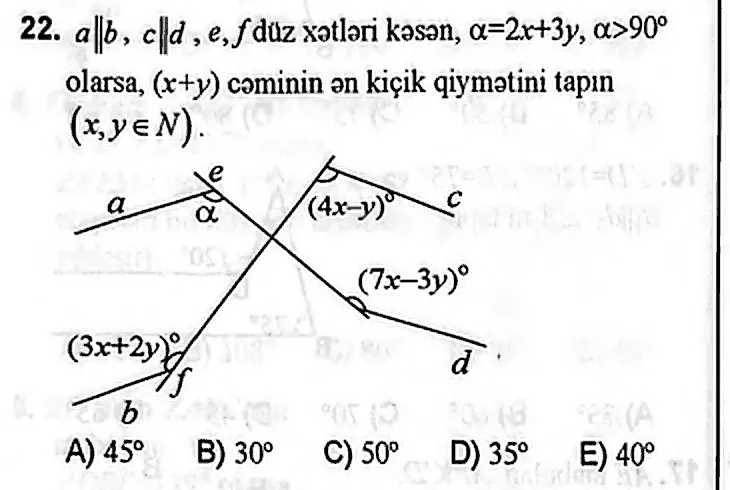 22. a∥b, c∥d, e, f düz xətləri kəsən, α=2x+3y, α>90°
olarsa, (x+y) cəminin ən kiçik qiymətini tapın
(x, y ∈ N).
e
a
α
(4x–y)°
c
(7x–3y)°
(3x+2y)°
f
d
b
A) 45° B) 30° C) 50° D) 35° E) 40°